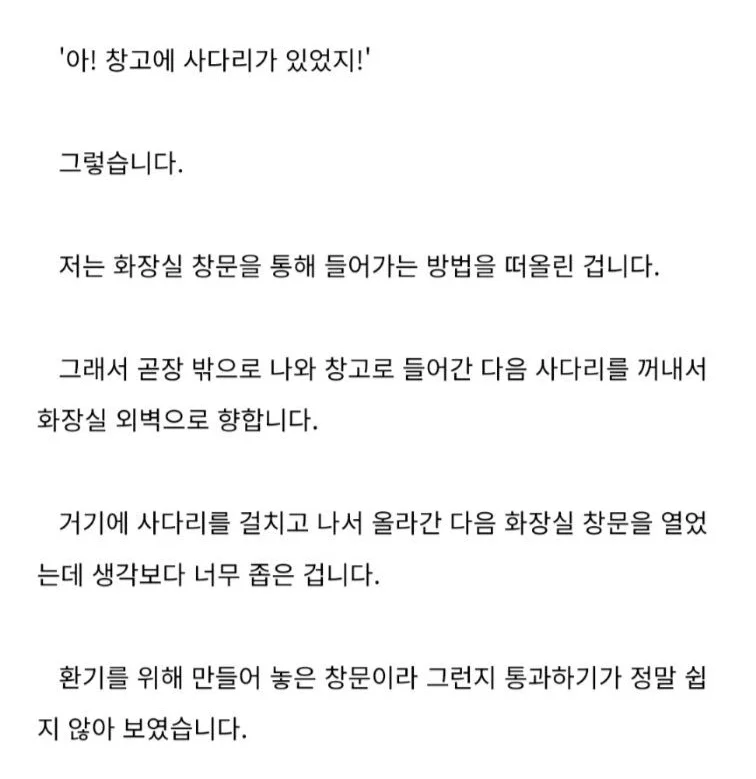 '아! 창고에 사다리가 있었지!'
그렇습니다.
저는 화장실 창문을 통해 들어가는 방법을 떠올린 겁니다.
그래서 곧장 밖으로 나와 창고로 들어간 다음 사다리를 꺼내서
화장실 외벽으로 향합니다.
거기에 사다리를 걸치고 나서 올라간 다음 화장실 창문을 열었
는데 생각보다 너무 좁은 겁니다.
환기를 위해 만들어 놓은 창문이라 그런지 통과하기가 정말 쉽
지 않아 보였습니다.